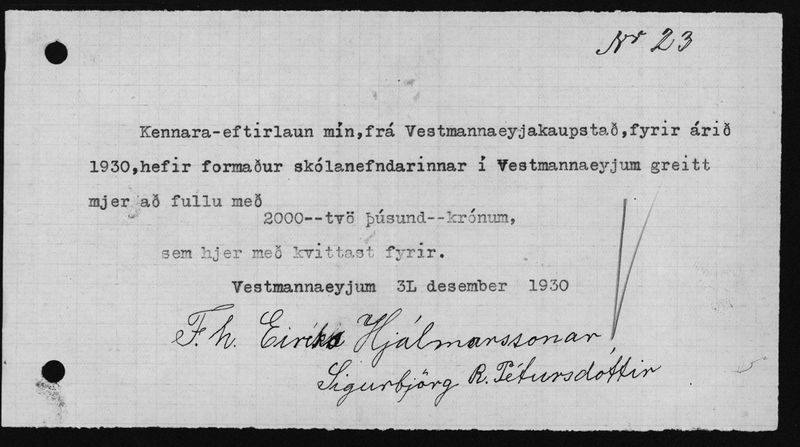 Nr 23
Kennara-eftirlaun mín,frá Vestmannaeyjakaupstað,fyrir árið
1930,hefir formaður skólanefndarinnar í Vestmannaeyjum greitt
mjer að fullu með
2000--tvö þúsund--krónum,
sem hjer með kvittast fyrir.
Vestmannaeyjum 3L desember 1930
F.h. Eiríks Hjálmarssonar
Sigurbjörg R. Pétursdóttir